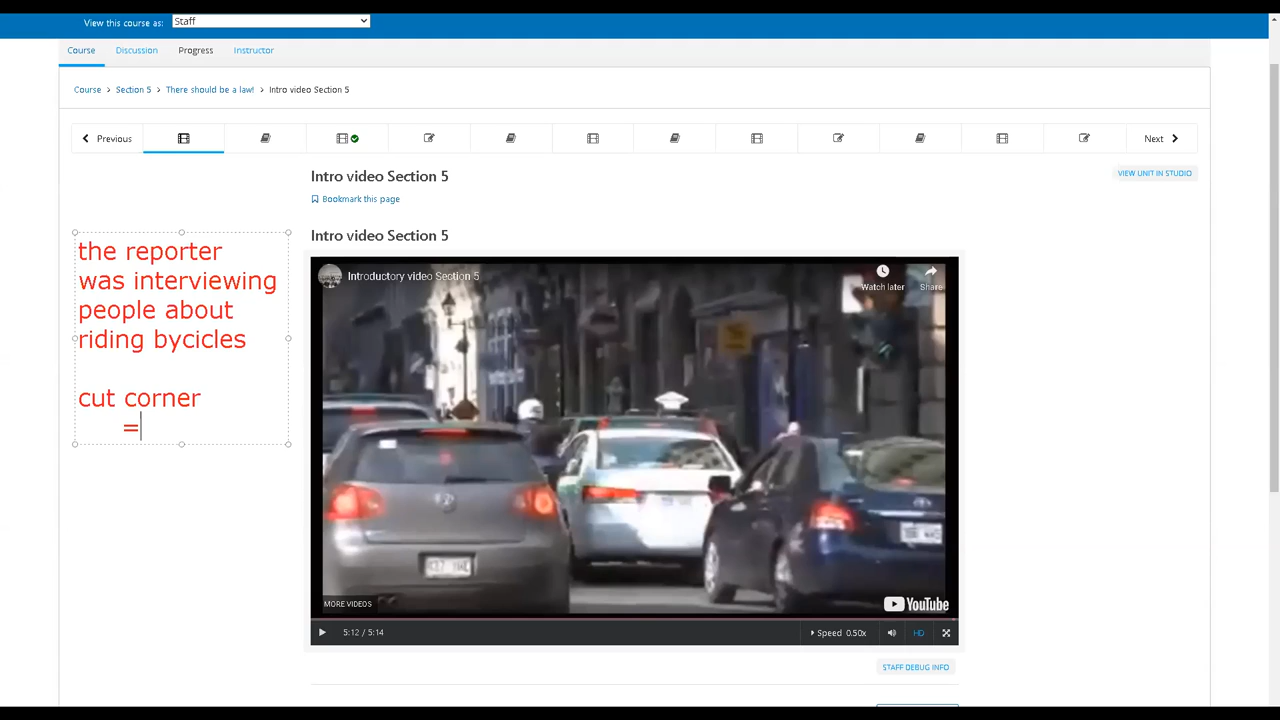 View this course as: Staff
Course Discussion Progress Instructor
Course > Section 5 > There should be a law! > Intro video Section 5
Previous
Next
Intro video Section 5
VIEW UNIT IN STUDIO
Bookmark this page
Intro video Section 5
the reporter
was interviewing
people about
riding bycicles
cut corner
=
Introductory video Section 5
Watch later
Share
MORE VIDEOS
YouTube
5:12 / 5:14
Speed 0.50x
HD
STAFF DEBUG INFO